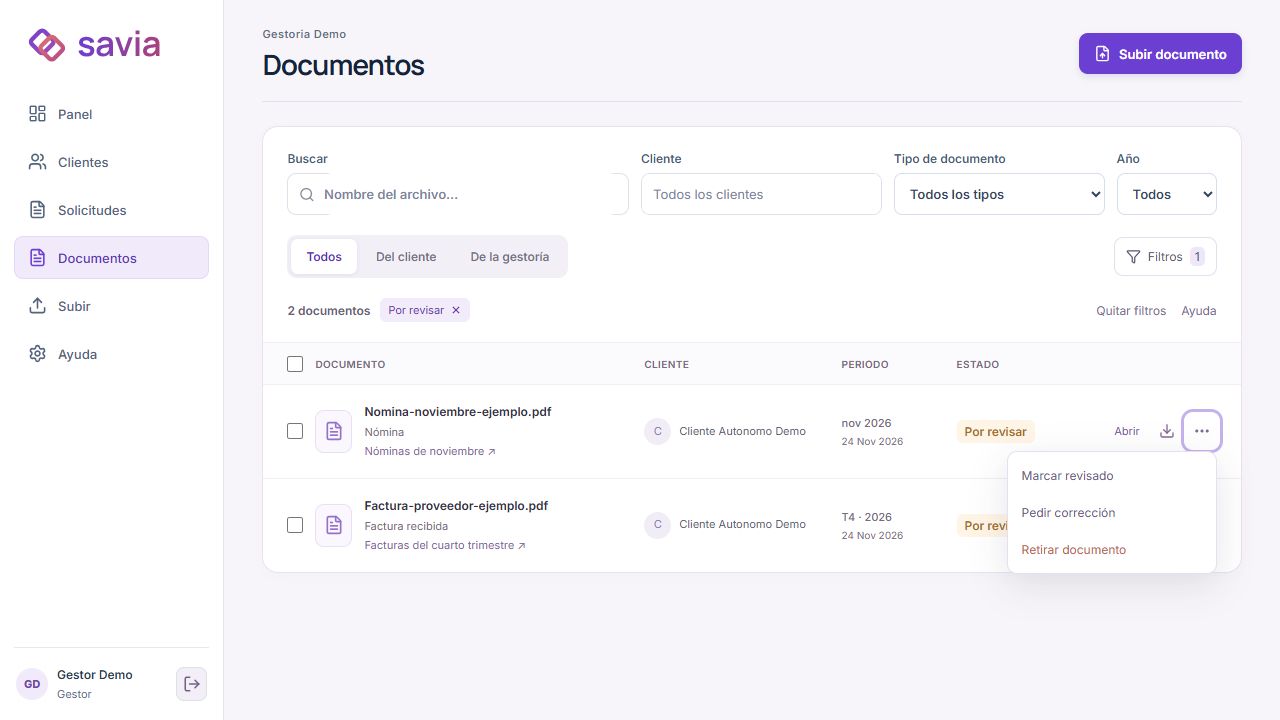 savia
Panel
Clientes
Solicitudes
Documentos
Subir
Ayuda
GD
Gestor Demo
Gestor
Gestoria Demo
Documentos
Subir documento
Buscar
Cliente
Tipo de documento
Año
Nombre del archivo...
Todos los clientes
Todos los tipos
Todos
Todos
Del cliente
De la gestoría
Filtros 1
2 documentos
Por revisar ✕
Quitar filtros
Ayuda
DOCUMENTO
CLIENTE
PERIODO
ESTADO
Nomina-noviembre-ejemplo.pdf
Nómina
Nóminas de noviembre ↗
C
Cliente Autonomo Demo
nov 2026
24 Nov 2026
Por revisar
Abrir
Factura-proveedor-ejemplo.pdf
Factura recibida
Facturas del cuarto trimestre ↗
C
Cliente Autonomo Demo
T4 · 2026
24 Nov 2026
Por revi
Marcar revisado
Pedir corrección
Retirar documento